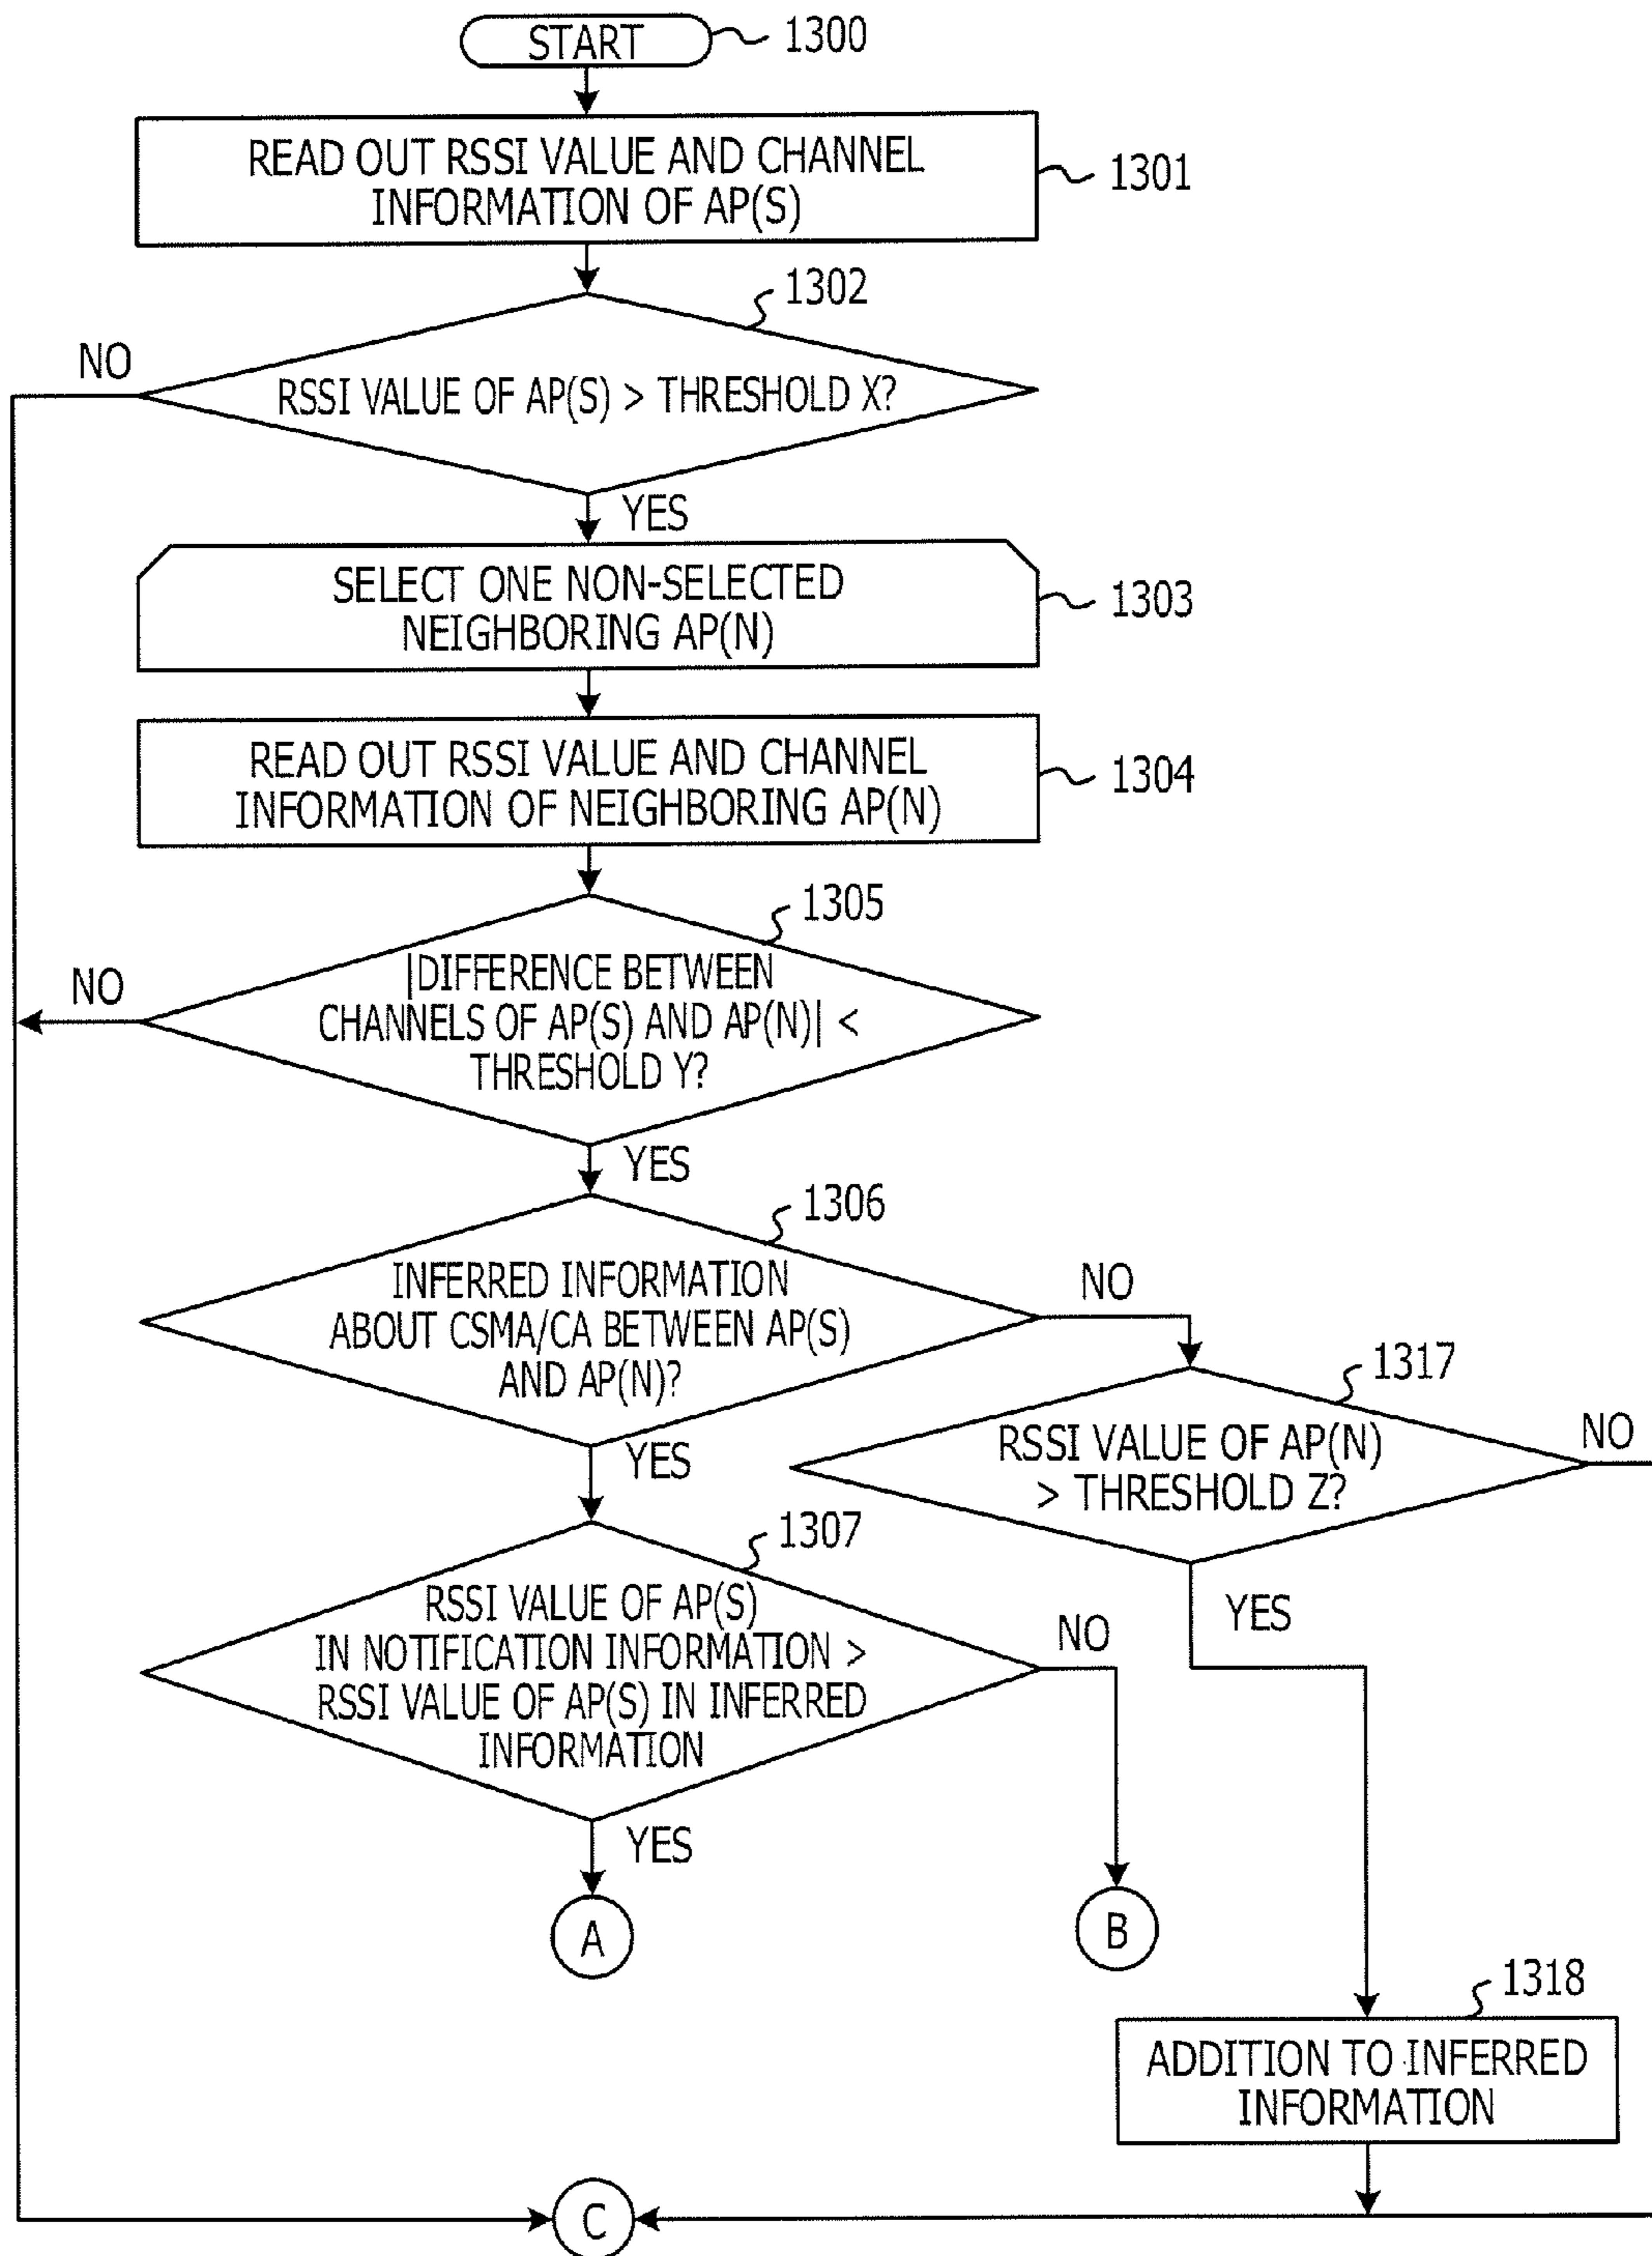 START
1300
READ OUT RSSI VALUE AND CHANNEL
INFORMATION OF AP(S)
1301
1302
NO
RSSI VALUE OF AP(S) > THRESHOLD X?
YES
SELECT ONE NON-SELECTED
NEIGHBORING AP(N)
1303
READ OUT RSSI VALUE AND CHANNEL
INFORMATION OF NEIGHBORING AP(N)
1304
1305
NO
|DIFFERENCE BETWEEN
CHANNELS OF AP(S) AND AP(N)| <
THRESHOLD Y?
YES
1306
INFERRED INFORMATION
ABOUT CSMA/CA BETWEEN AP(S)
AND AP(N)?
NO
YES
1317
RSSI VALUE OF AP(N)
> THRESHOLD Z?
NO
YES
1307
RSSI VALUE OF AP(S)
IN NOTIFICATION INFORMATION >
RSSI VALUE OF AP(S) IN INFERRED
INFORMATION
NO
YES
A
B
1318
ADDITION TO INFERRED
INFORMATION
C